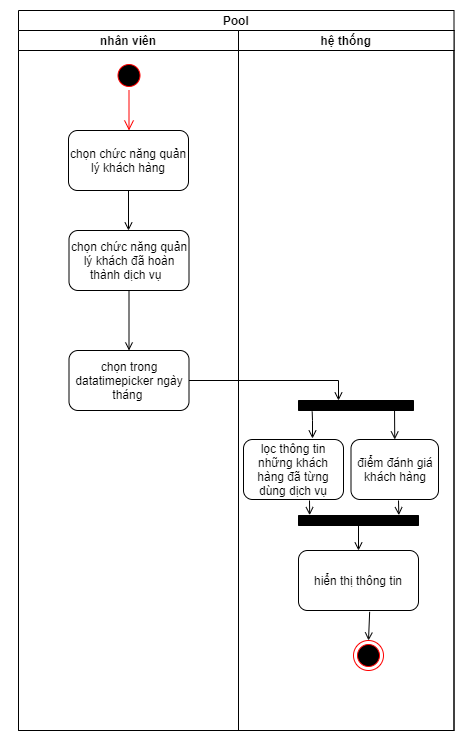 Pool
nhân viên
hệ thống
chọn chức năng quản
lý khách hàng
chọn chức năng quản
lý khách đã hoàn
thành dịch vụ
chọn trong
datatimepicker ngày
tháng
lọc thông tin
những khách
hàng đã từng
dùng dịch vụ
điểm đánh giá
khách hàng
hiển thị thông tin